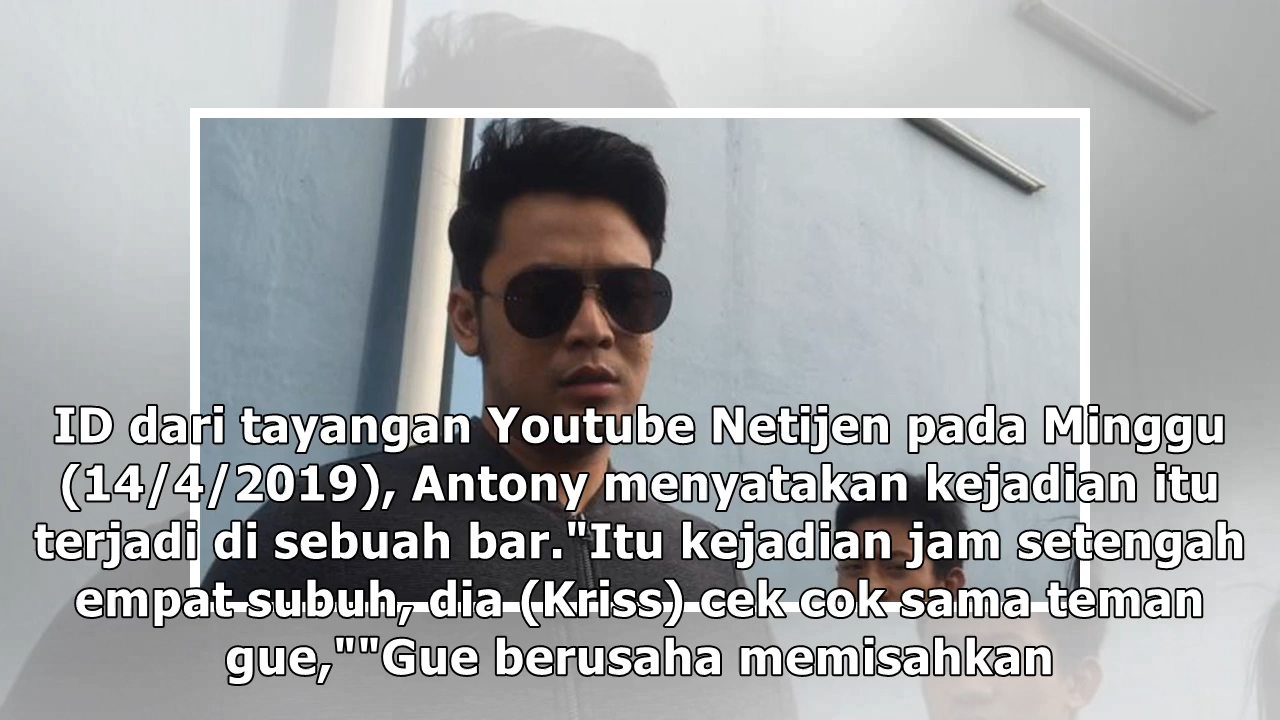 ID dari tayangan Youtube Netijen pada Minggu
(14/4/2019), Antony menyatakan kejadian itu
terjadi di sebuah bar."Itu kejadian jam setengah
empat subuh, dia (Kriss) cek cok sama teman
gue,""Gue berusaha memisahkan